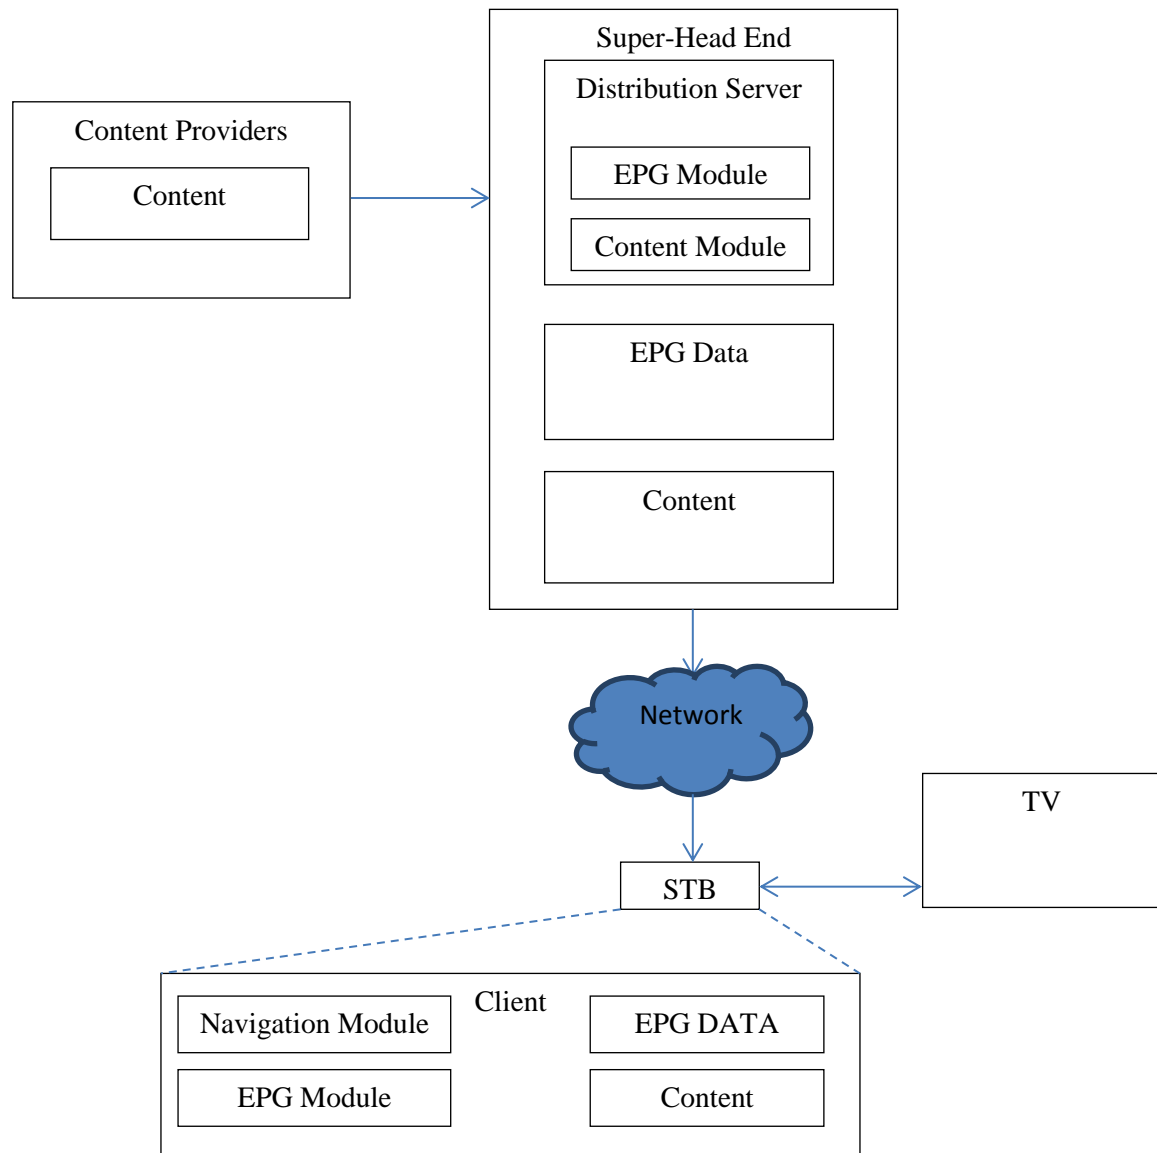 Super-Head End
Distribution Server
EPG Module
Content Module
EPG Data
Content
Content Providers
Content
Network
TV
STB
Client
Navigation Module
EPG DATA
EPG Module
Content